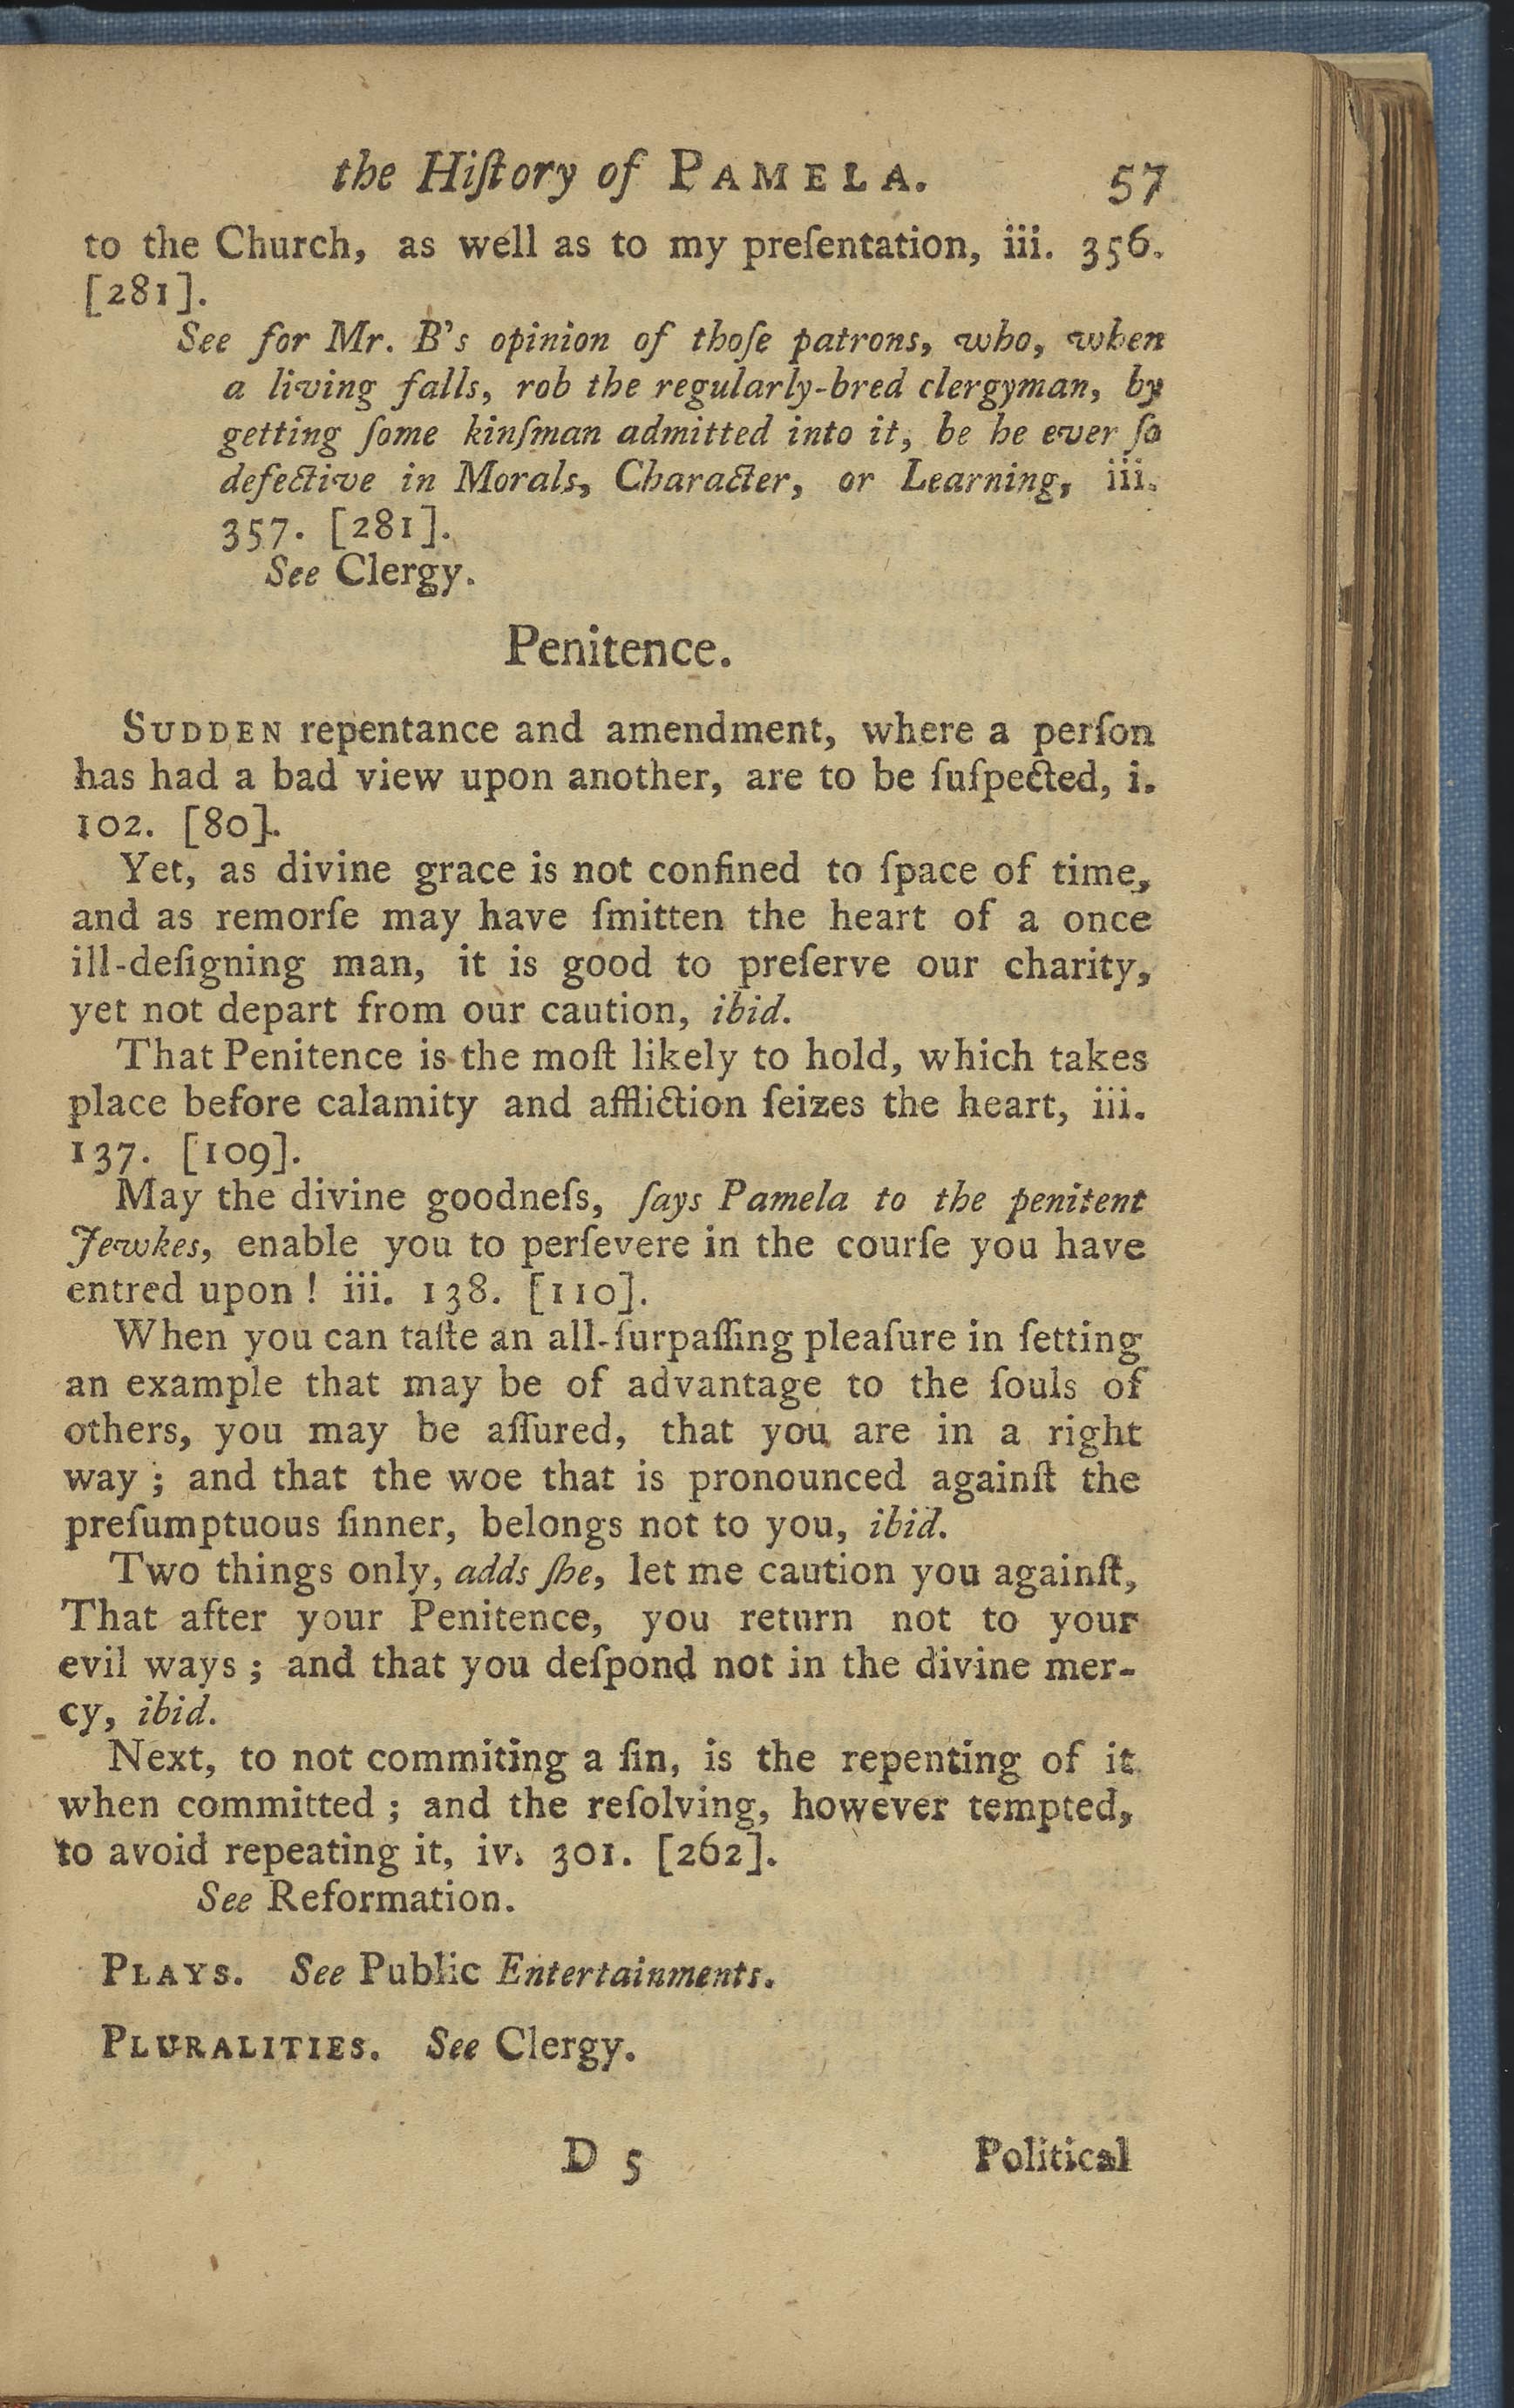 the Hiſtory of PAMELA. 57
to the Church, as well as to my preſentation, iii. 356.
[281].
See for Mr. B's opinion of thoſe patrons, who, when
a living falls, rob the regularly-bred clergyman, by
getting ſome kinſman admitted into it, be he ever ſo
defective in Morals, Character, or Learning, iii.
357. [281].
See Clergy.
Penitence.
SUDDEN repentance and amendment, where a perſon
has had a bad view upon another, are to be ſuſpected, i.
102. [80].
Yet, as divine grace is not confined to ſpace of time,
and as remorſe may have ſmitten the heart of a once
ill-deſigning man, it is good to preſerve our charity,
yet not depart from our caution, ibid.
That Penitence is the moſt likely to hold, which takes
place before calamity and affliction ſeizes the heart, iii.
137. [109].
May the divine goodneſs, ſays Pamela to the penitent
Jewkes, enable you to perſevere in the courſe you have
entred upon ! iii. 138. [110].
When you can taſte an all-ſurpaſſing pleaſure in ſetting
an example that may be of advantage to the ſouls of
others, you may be aſſured, that you are in a right
way ; and that the woe that is pronounced againſt the
preſumptuous ſinner, belongs not to you, ibid.
Two things only, adds ſhe, let me caution you againſt,
That after your Penitence, you return not to your
evil ways ; and that you deſpond not in the divine mer-
cy, ibid.
Next, to not commiting a ſin, is the repenting of it
when committed ; and the reſolving, however tempted,
to avoid repeating it, iv. 301. [262].
See Reformation.
PLAYS. See Public Entertainments.
PLURALITIES. See Clergy.
D 5 Political